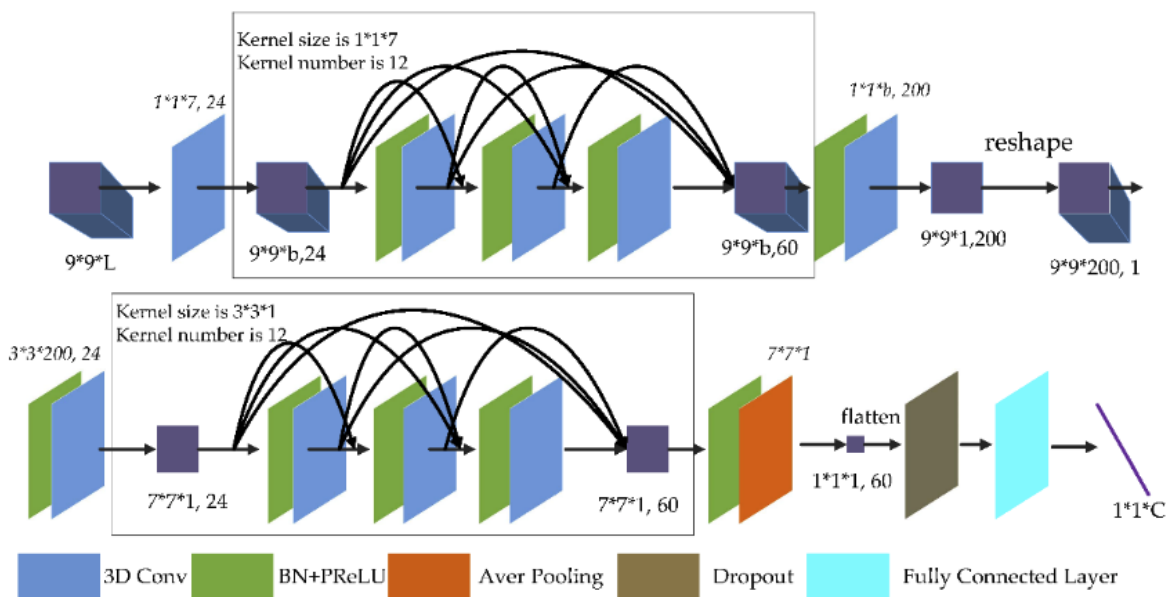 Kernel size is 1*1*7
Kernel number is 12
1*1*7, 24
1*1*b, 200
reshape
9*9*L
9*9*b,24
9*9*b,60
9*9*1,200
9*9*200, 1
Kernel size is 3*3*1
Kernel number is 12
3*3*200, 24
7*7*1
flatten
7*7*1, 24
7*7*1, 60
1*1*1, 60
1*1*C
3D Conv
BN+PReLU
Aver Pooling
Dropout
Fully Connected Layer